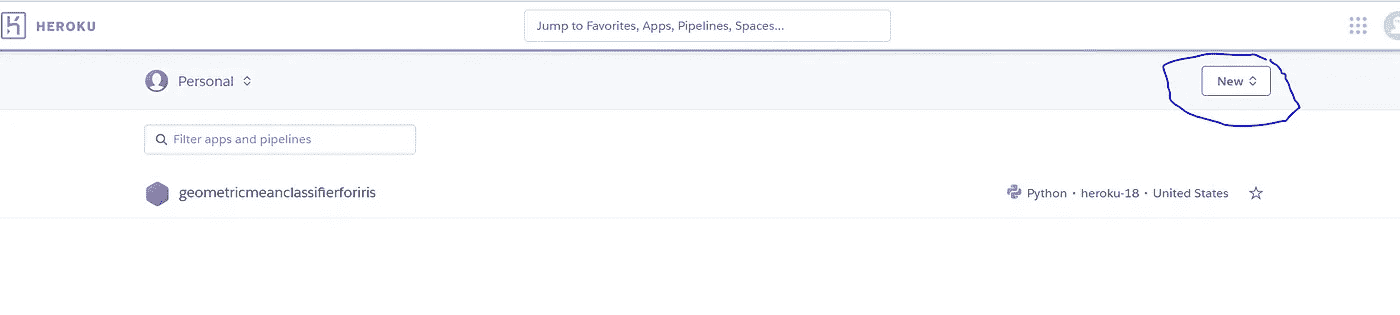 HEROKU
Jump to Favorites, Apps, Pipelines, Spaces...
Personal
New
Filter apps and pipelines
geometricmeanclassifierforiris
Python · heroku-18 · United States